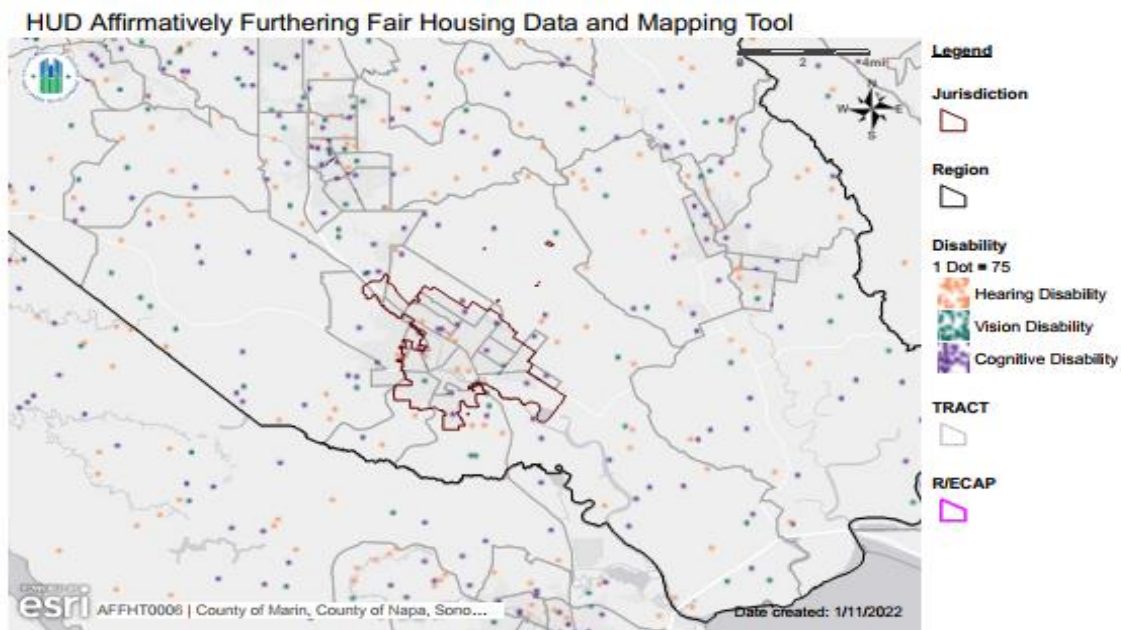 HUD Affirmatively Furthering Fair Housing Data and Mapping Tool
0 2 4mi
N
W E
S
Legend
Jurisdiction
Region
Disability
1 Dot = 75
Hearing Disability
Vision Disability
Cognitive Disability
TRACT
R/ECAP
esri AFFHT0006 | County of Marin, County of Napa, Sono...
Date created: 1/11/2022